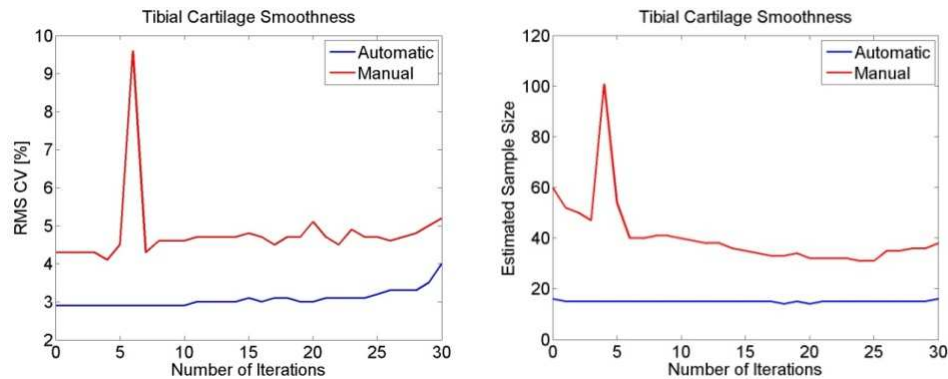 Tibial Cartilage Smoothness
10
9
8
7
6
5
4
3
2
RMS CV [%]
Automatic
Manual
0 5 10 15 20 25 30
Number of Iterations
Tibial Cartilage Smoothness
120
100
80
60
40
20
0
Estimated Sample Size
Automatic
Manual
0 5 10 15 20 25 30
Number of Iterations